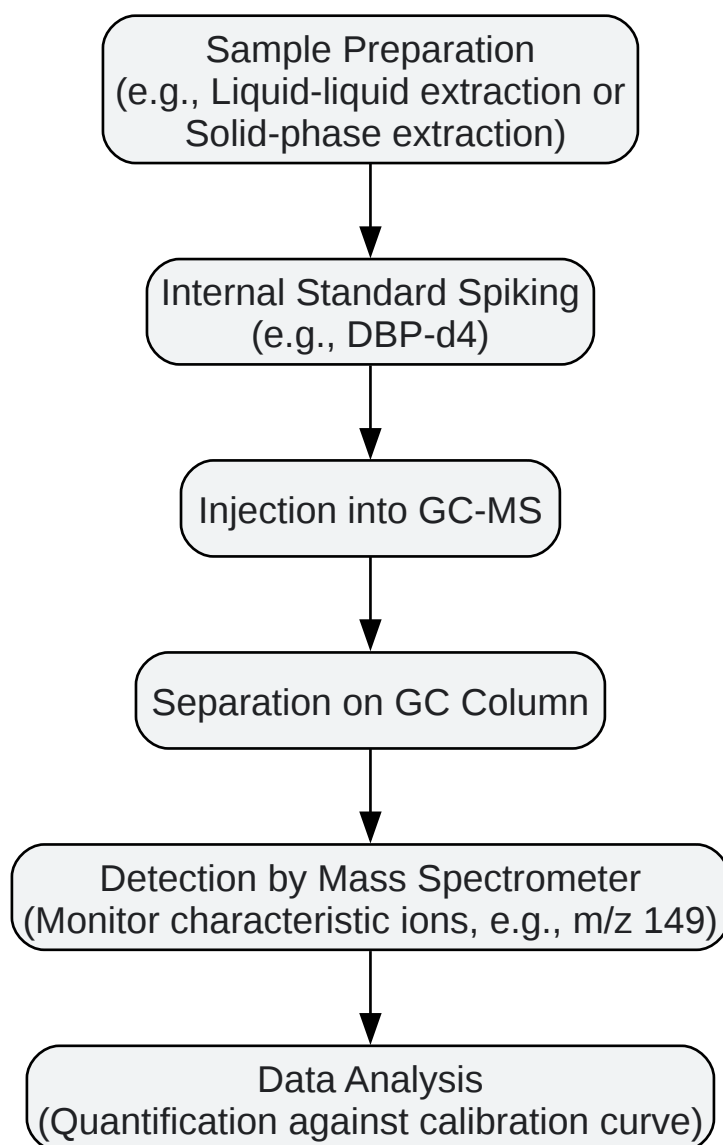 Sample Preparation
(e.g., Liquid-liquid extraction or
Solid-phase extraction)
Internal Standard Spiking
(e.g., DBP-d4)
Injection into GC-MS
Separation on GC Column
Detection by Mass Spectrometer
(Monitor characteristic ions, e.g., m/z 149)
Data Analysis
(Quantification against calibration curve)